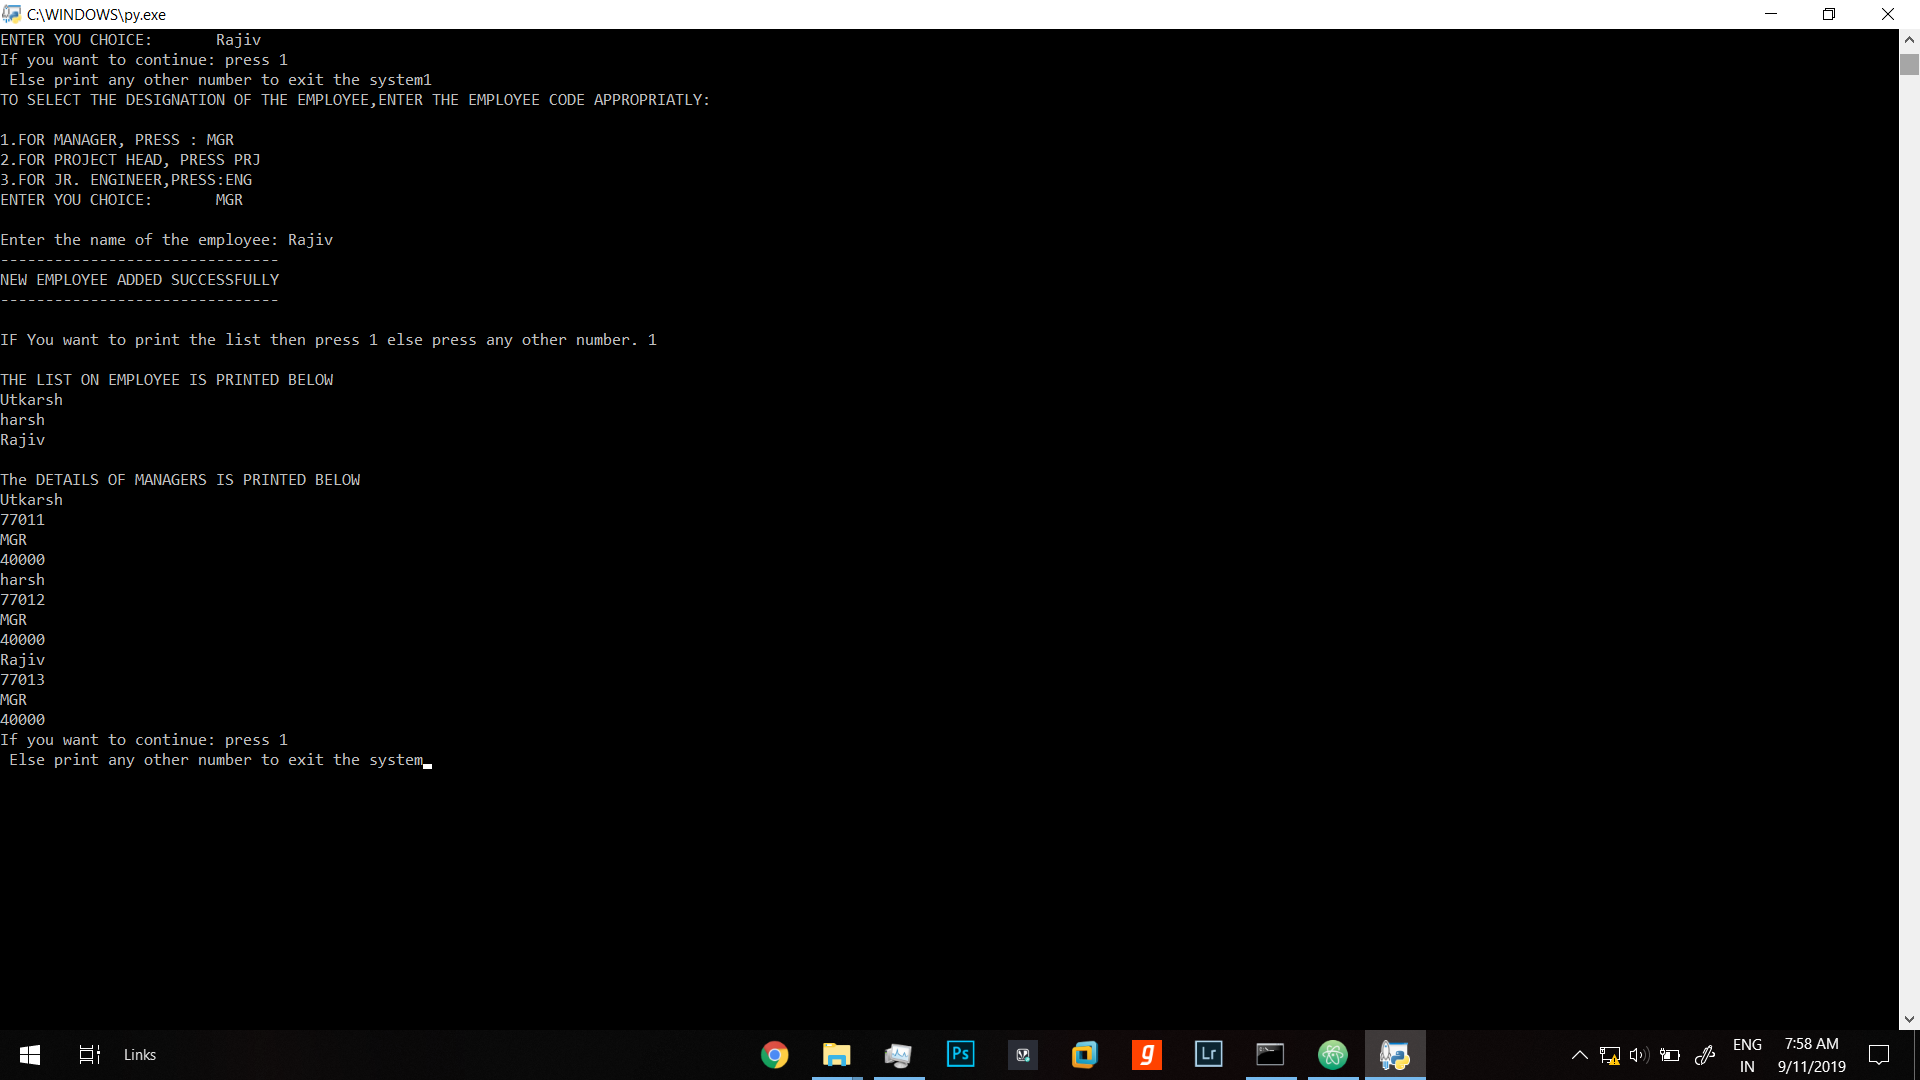 C:\WINDOWS\py.exe
ENTER YOU CHOICE:       Rajiv
If you want to continue: press 1
 Else print any other number to exit the system1
TO SELECT THE DESIGNATION OF THE EMPLOYEE,ENTER THE EMPLOYEE CODE APPROPRIATLY:
1.FOR MANAGER, PRESS : MGR
2.FOR PROJECT HEAD, PRESS PRJ
3.FOR JR. ENGINEER,PRESS:ENG
ENTER YOU CHOICE:       MGR
Enter the name of the employee: Rajiv
-------------------------------
NEW EMPLOYEE ADDED SUCCESSFULLY
-------------------------------
IF You want to print the list then press 1 else press any other number. 1
THE LIST ON EMPLOYEE IS PRINTED BELOW
Utkarsh
harsh
Rajiv
The DETAILS OF MANAGERS IS PRINTED BELOW
Utkarsh
77011
MGR
40000
harsh
77012
MGR
40000
Rajiv
77013
MGR
40000
If you want to continue: press 1
 Else print any other number to exit the system
Links
Ps
g
Lr
ENG
IN
7:58 AM
9/11/2019